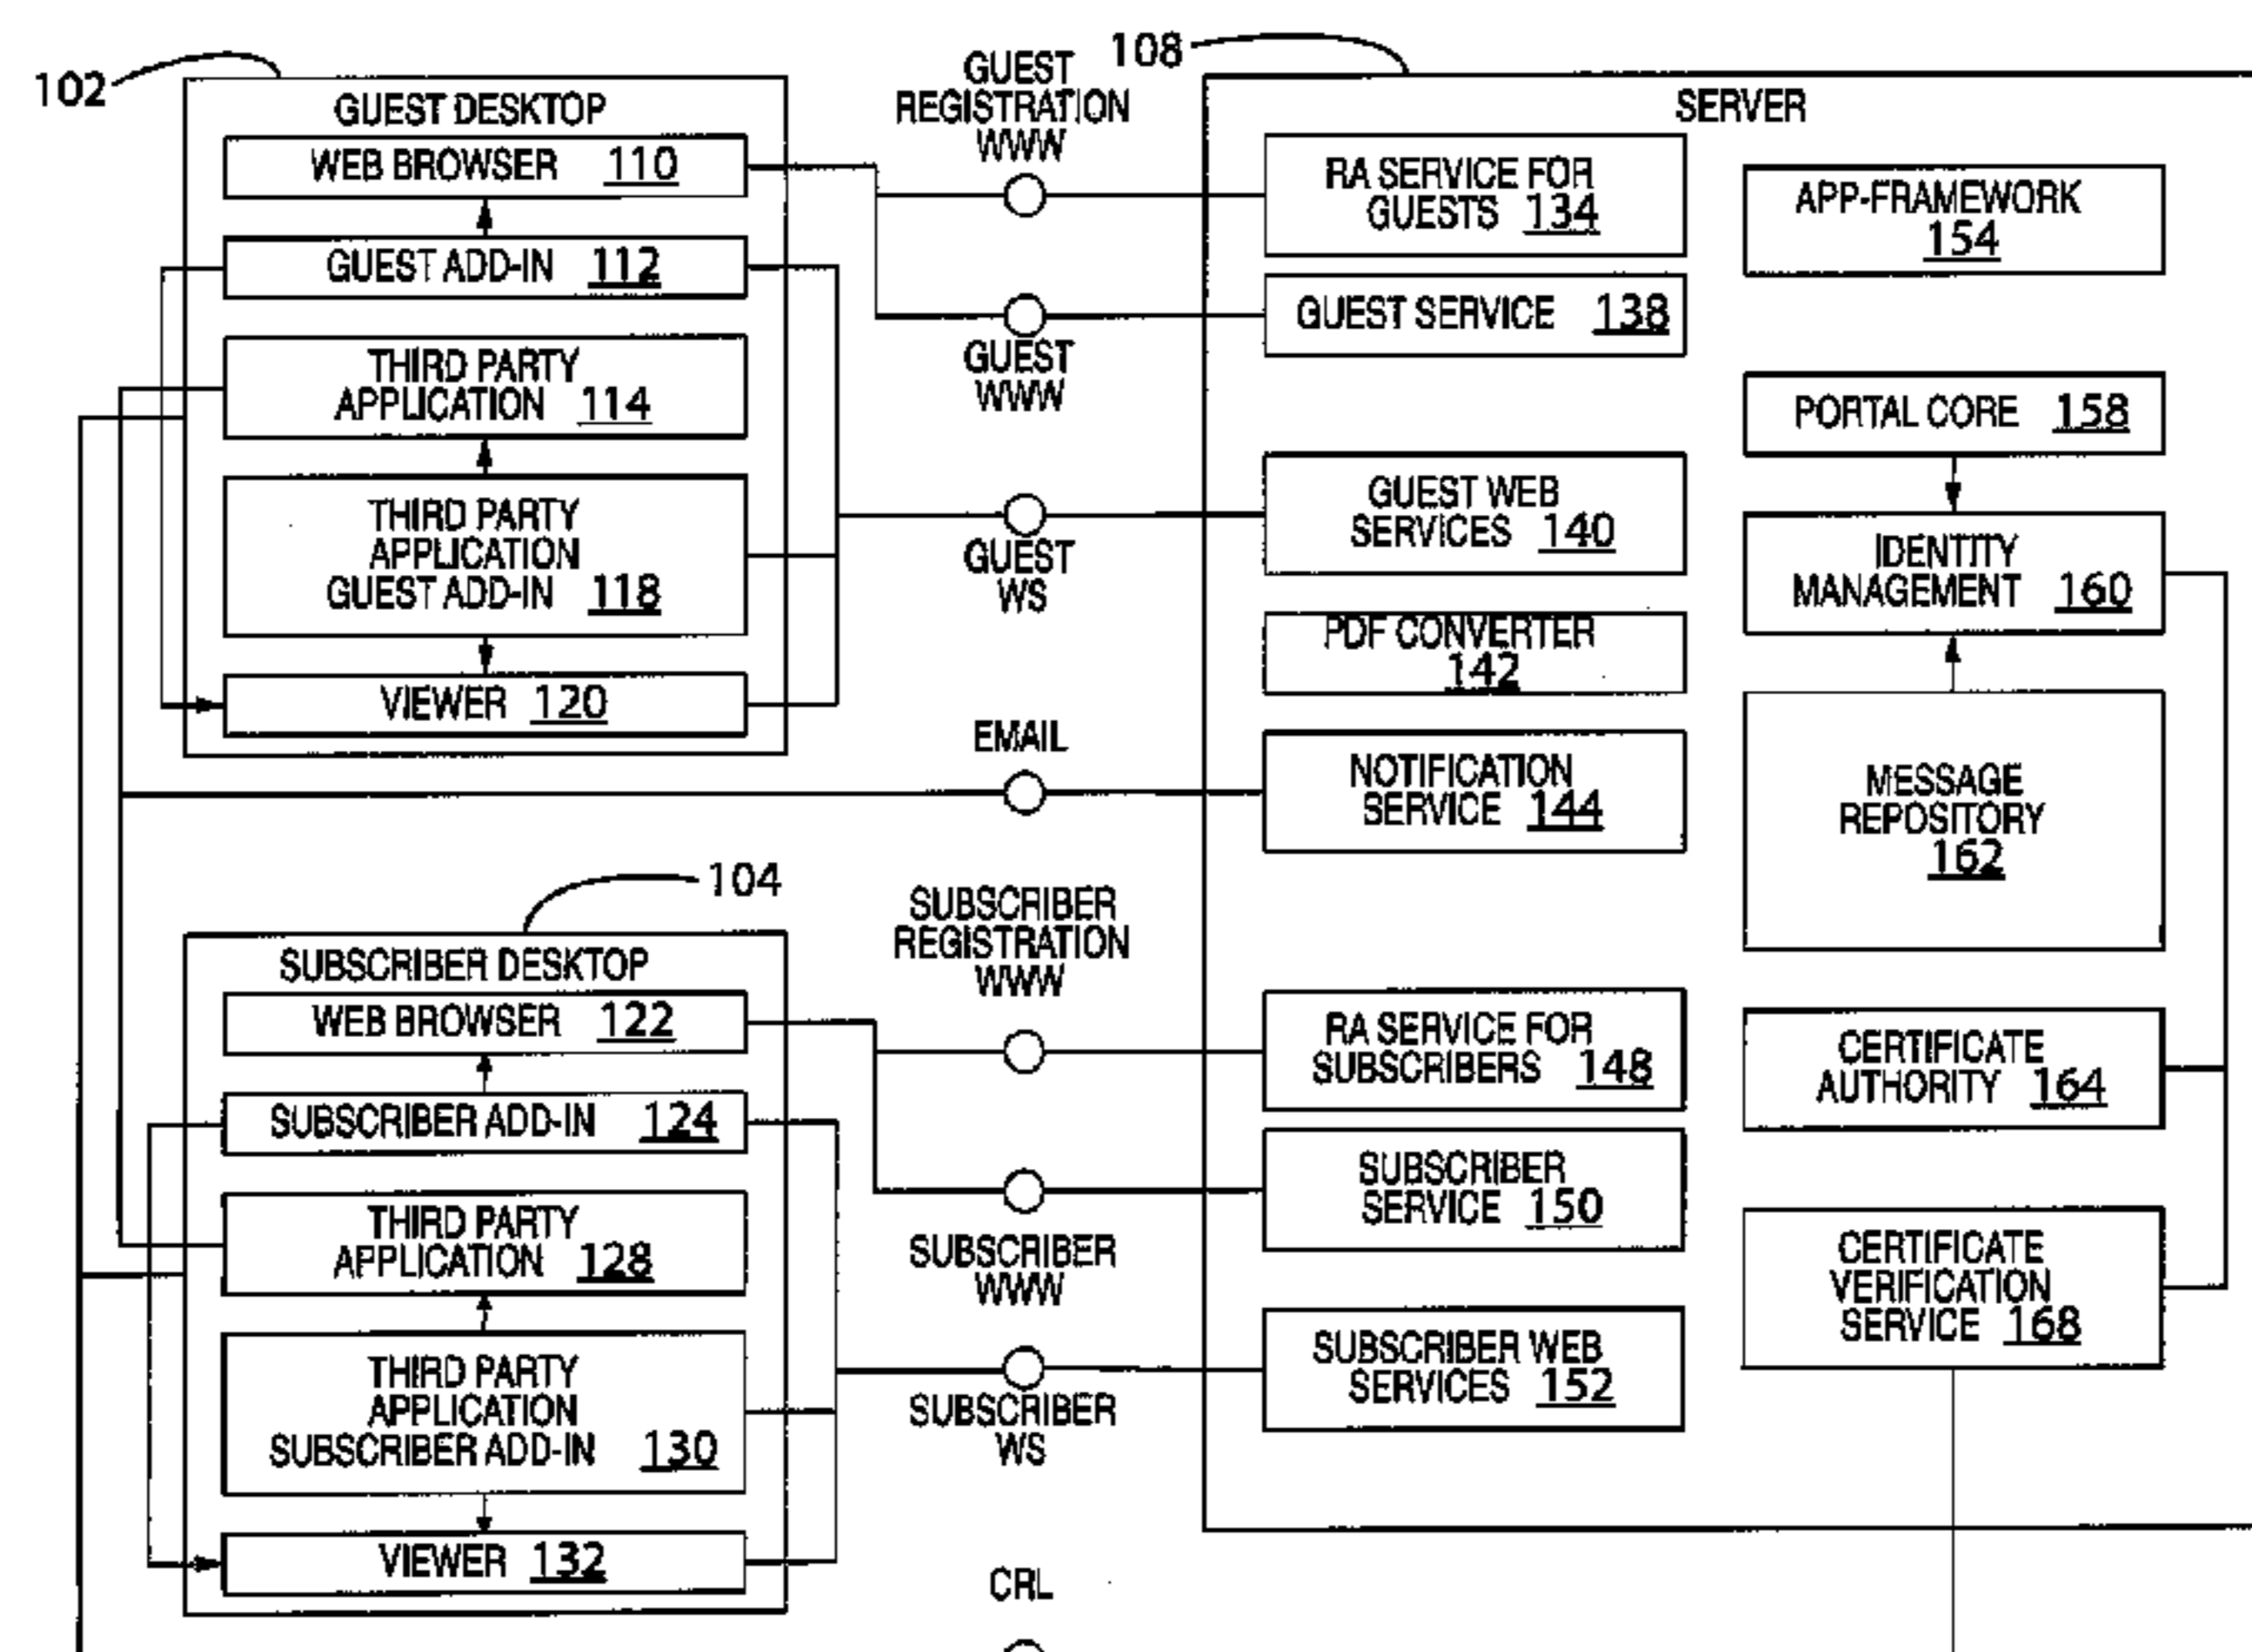 102
GUEST DESKTOP
WEB BROWSER 110
GUEST ADD-IN 112
THIRD PARTY
APPLICATION 114
THIRD PARTY
APPLICATION
GUEST ADD-IN 118
VIEWER 120
104
SUBSCRIBER DESKTOP
WEB BROWSER 122
SUBSCRIBER ADD-IN 124
THIRD PARTY
APPLICATION 128
THIRD PARTY
APPLICATION
SUBSCRIBER ADD-IN 130
VIEWER 132
GUEST
REGISTRATION
WWW
GUEST
WWW
GUEST
WS
EMAIL
SUBSCRIBER
REGISTRATION
WWW
SUBSCRIBER
WWW
SUBSCRIBER
WS
CRL
108
SERVER
RA SERVICE FOR
GUESTS 134
GUEST SERVICE 138
GUEST WEB
SERVICES 140
PDF CONVERTER
142
NOTIFICATION
SERVICE 144
RA SERVICE FOR
SUBSCRIBERS 148
SUBSCRIBER
SERVICE 150
SUBSCRIBER WEB
SERVICES 152
APP-FRAMEWORK
154
PORTAL CORE 158
IDENTITY
MANAGEMENT 160
MESSAGE
REPOSITORY
162
CERTIFICATE
AUTHORITY 164
CERTIFICATE
VERIFICATION
SERVICE 168